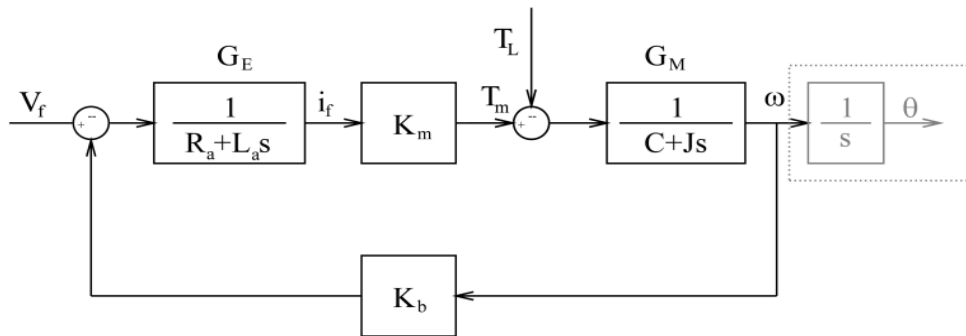 G_E
T_L
G_M
V_f
+
--
1
R_a+L_as
i_f
K_m
T_m
+
--
1
C+Js
ω
1
s
θ
K_b